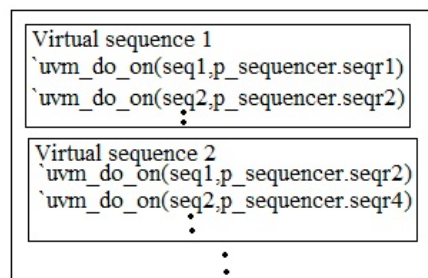 Virtual sequence 1
`uvm_do_on(seq1,p_sequencer.seqr1)
`uvm_do_on(seq2,p_sequencer.seqr2)
Virtual sequence 2
`uvm_do_on(seq1,p_sequencer.seqr2)
`uvm_do_on(seq2,p_sequencer.seqr4)